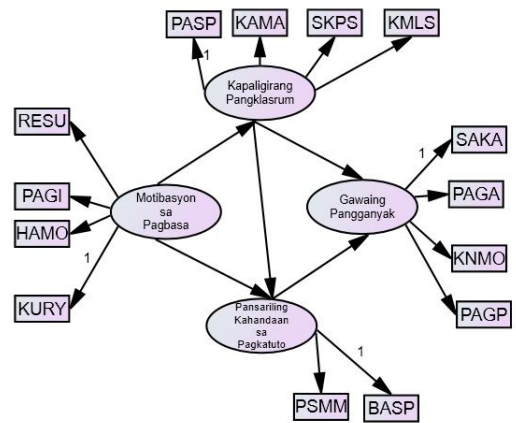 PASP
KAMA
SKPS
KMLS
1
Kapaligirang
Pangklasrum
RESU
PAGI
HAMO
1
KURY
Motibasyon
sa
Pagbasa
Gawaing
Pangganyak
1
SAKA
PAGA
KNMO
PAGP
Pansariling
Kahandaan
sa
Pagkatuto
1
PSMM
BASP